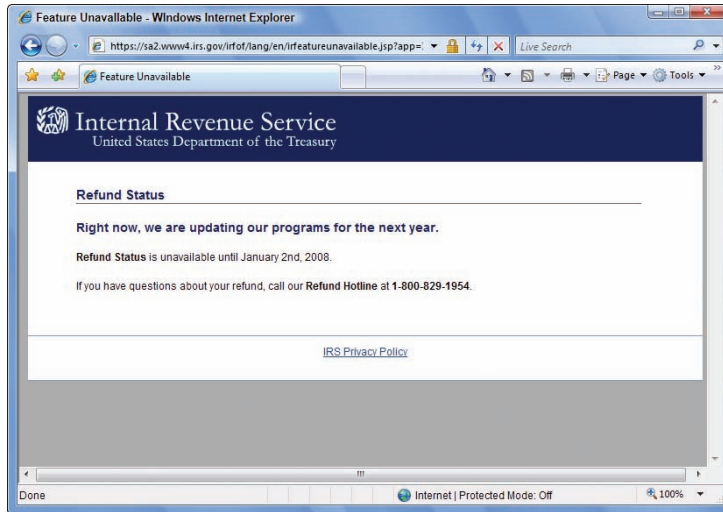 Feature Unavailable - Windows Internet Explorer
https://sa2.www4.irs.gov/irfof/lang/en/irfeatureunavailable.jsp?app=
Live Search
Feature Unavailable
Page
Tools
Internal Revenue Service
United States Department of the Treasury
Refund Status
Right now, we are updating our programs for the next year.
Refund Status is unavailable until January 2nd, 2008.
If you have questions about your refund, call our Refund Hotline at 1-800-829-1954.
IRS Privacy Policy
Done
Internet | Protected Mode: Off
100%